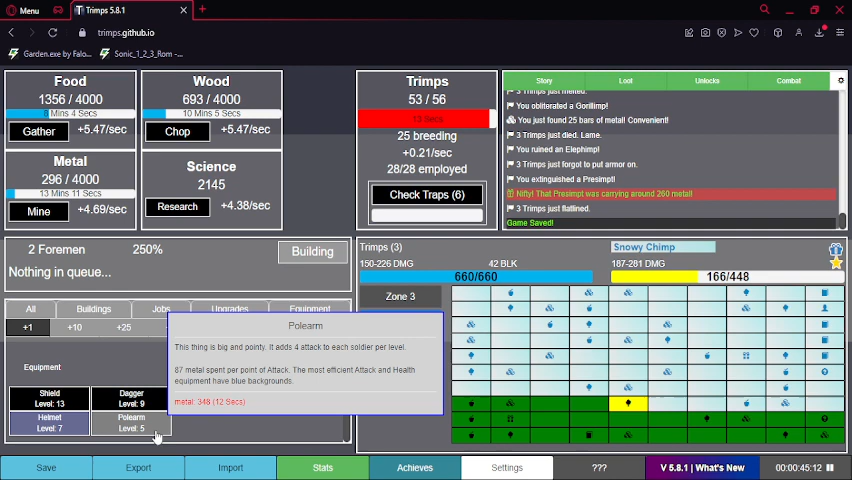 Menu
Trimps 5.8.1
trimps.github.io
Garden.exe by Falo...
Sonic_1_2_3_Rom -...
Food
1356 / 4000
8 Mins 4 Secs
Gather
+5.47/sec
Wood
693 / 4000
10 Mins 5 Secs
Chop
+5.47/sec
Metal
296 / 4000
13 Mins 11 Secs
Mine
+4.69/sec
Science
2145
Research
+4.38/sec
Trimps
53 / 56
13 Secs
25 breeding
+0.21/sec
28/28 employed
Check Traps (6)
Story
Loot
Unlocks
Combat
3 Trimps just melted.
You obliterated a Gorillimp!
You just found 25 bars of metal! Convenient!
3 Trimps just died. Lame.
You ruined an Elephimp!
3 Trimps just forgot to put armor on.
You extinguished a Presimpt!
Nifty! That Presimpt was carrying around 260 metal!
3 Trimps just flatlined.
Game Saved!
2 Foremen
250%
Building
Nothing in queue...
All
Buildings
Jobs
Upgrades
Equipment
+1
+10
+25
Equipment
Shield
Level: 13
Dagger
Level: 9
Helmet
Level: 7
Polearm
Level: 5
Polearm
This thing is big and pointy. It adds 4 attack to each soldier per level.
87 metal spent per point of Attack. The most efficient Attack and Health
equipment have blue backgrounds.
metal: 348 (12 Secs)
Trimps (3)
150-226 DMG
42 BLK
660/660
Snowy Chimp
187-281 DMG
166/448
Zone 3
Save
Export
Import
Stats
Achieves
Settings
???
V 5.8.1 | What's New
00:00:45:12